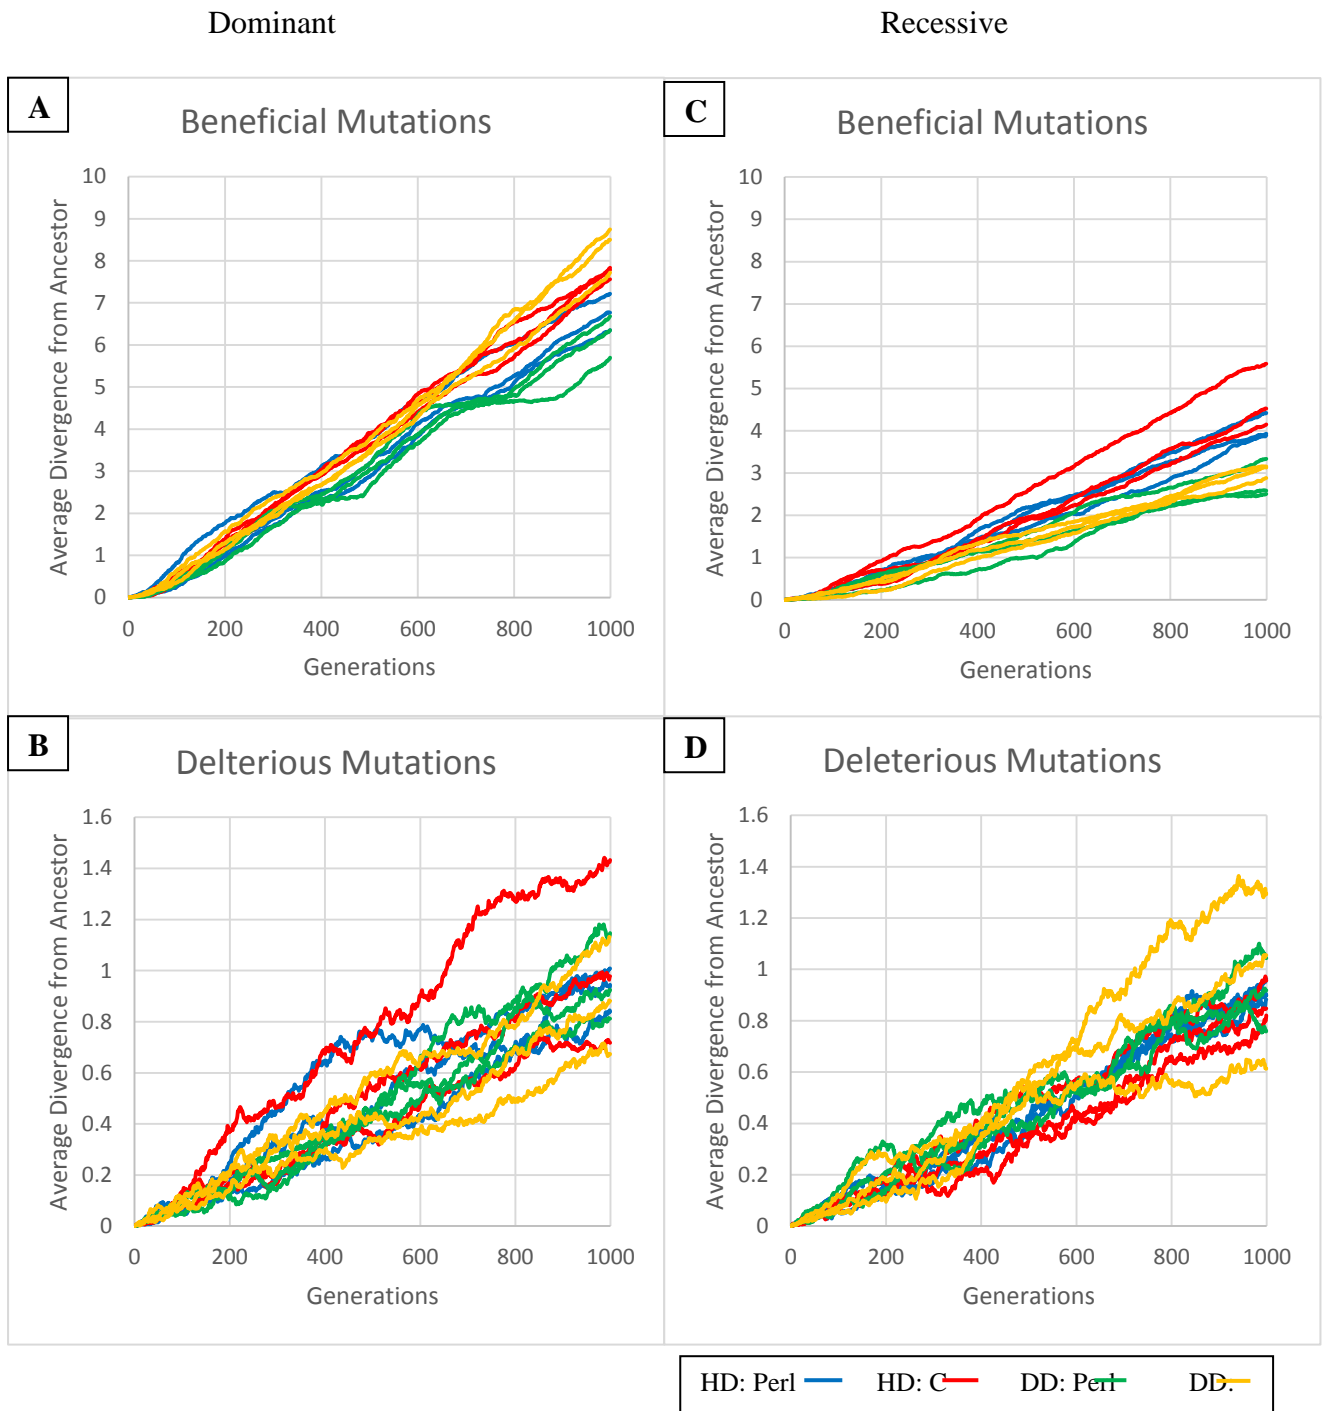 Dominant Recessive
A
Beneficial Mutations
Average Divergence from Ancestor
10
9
8
7
6
5
4
3
2
1
0
0 200 400 600 800 1000
Generations
C
Beneficial Mutations
Average Divergence from Ancestor
10
9
8
7
6
5
4
3
2
1
0
0 200 400 600 800 1000
Generations
B
Delterious Mutations
Average Divergence from Ancestor
1.6
1.4
1.2
1
0.8
0.6
0.4
0.2
0
0 200 400 600 800 1000
Generations
D
Deleterious Mutations
Average Divergence from Ancestor
1.6
1.4
1.2
1
0.8
0.6
0.4
0.2
0
0 200 400 600 800 1000
Generations
HD: Perl HD: C DD: Perl DD: